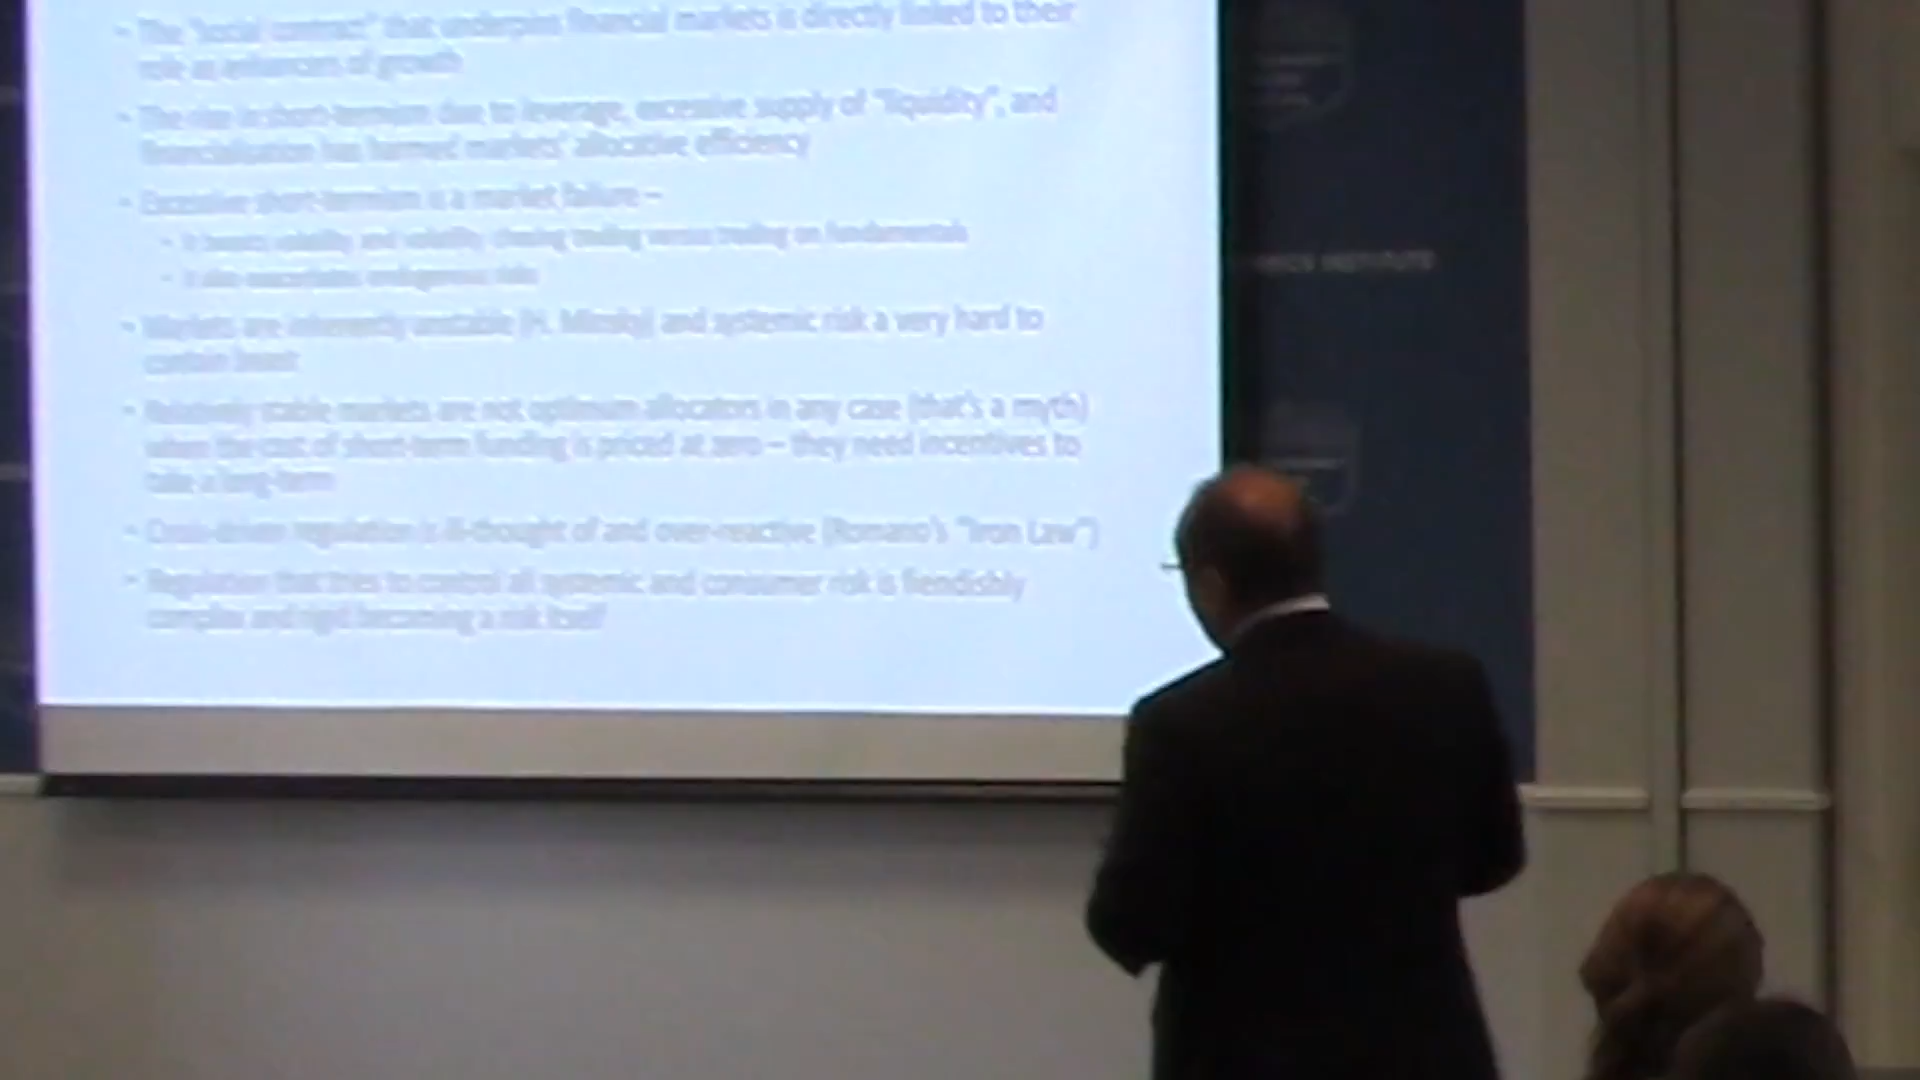 - The "social contract" that underpins financial markets is directly linked to their
role as enhancers of growth
- The rise in short-termism due to leverage, excessive supply of "liquidity", and
financialisation has harmed markets' allocative efficiency
- Excessive short-termism is a market failure –
- It boosts volatility and volatility trading versus trading on fundamentals
- It also exacerbates endogenous risks
- Markets are inherently unstable (H. Minsky) and systemic risk a very hard to
contain beast
- Relatively stable markets are not optimum allocators in any case (that's a myth)
when the cost of short-term funding is priced at zero – they need incentives to
take a long-term
- Crisis-driven regulation is ill-thought of and over-reactive (Romano's "Iron Law")
- Regulation that tries to control all systemic and consumer risk is fiendishly
complex and rigid becoming a risk itself
INSTITUTE